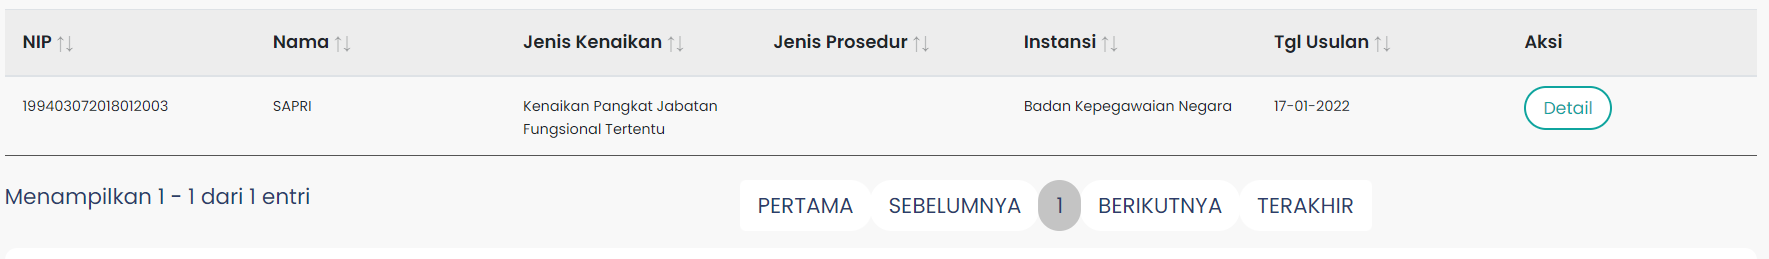 NIP Nama Jenis Kenaikan Jenis Prosedur Instansi Tgl Usulan Aksi
199403072018012003 SAPRI Kenaikan Pangkat Jabatan Badan Kepegawaian Negara 17-01-2022 Detail
Fungsional Tertentu
Menampilkan 1 - 1 dari 1 entri
PERTAMA SEBELUMNYA 1 BERIKUTNYA TERAKHIR